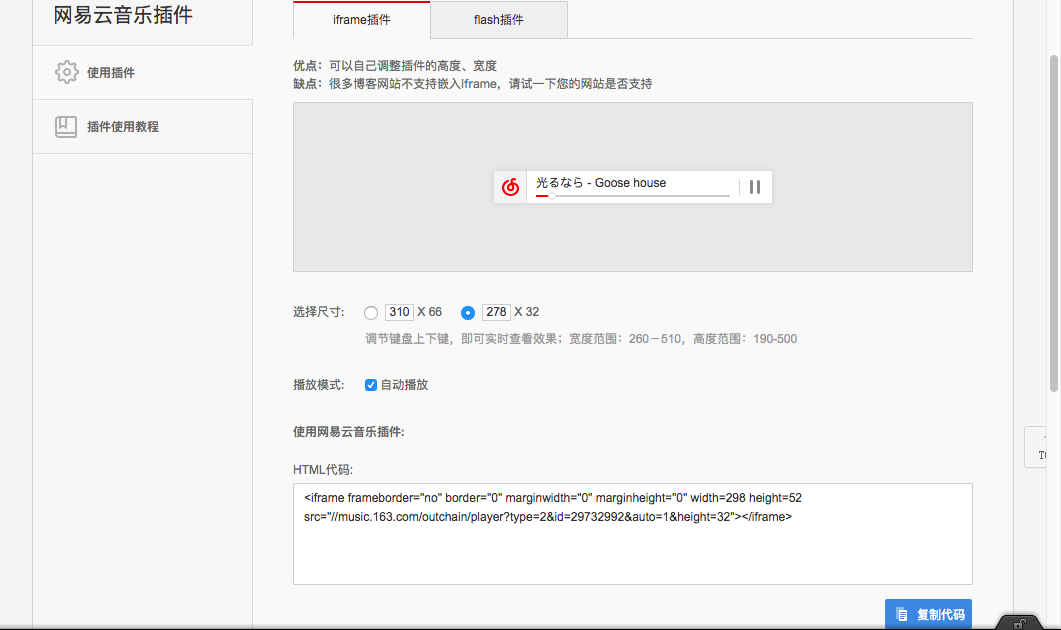 网易云音乐插件
使用插件
插件使用教程
iframe插件
flash插件
优点：可以自己调整插件的高度、宽度
缺点：很多博客网站不支持嵌入iframe，请试一下您的网站是否支持
光るなら - Goose house
选择尺寸: 310 X 66 278 X 32
调节键盘上下键，即可实时查看效果；宽度范围：260－510，高度范围：190-500
播放模式: 自动播放
使用网易云音乐插件:
HTML代码:
<iframe frameborder="no" border="0" marginwidth="0" marginheight="0" width=298 height=52
src="//music.163.com/outchain/player?type=2&id=29732992&auto=1&height=32"></iframe>
复制代码